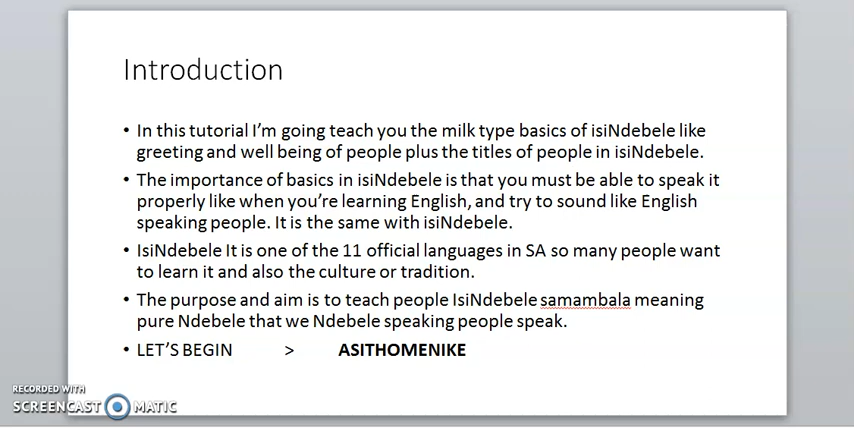 Introduction
• In this tutorial I'm going teach you the milk type basics of isiNdebele like
greeting and well being of people plus the titles of people in isiNdebele.
• The importance of basics in isiNdebele is that you must be able to speak it
properly like when you're learning English, and try to sound like English
speaking people. It is the same with isiNdebele.
• IsiNdebele It is one of the 11 official languages in SA so many people want
to learn it and also the culture or tradition.
• The purpose and aim is to teach people IsiNdebele samambala meaning
pure Ndebele that we Ndebele speaking people speak.
• LET'S BEGIN > ASITHOMENIKE
RECORDED WITH
SCREENCAST MATIC